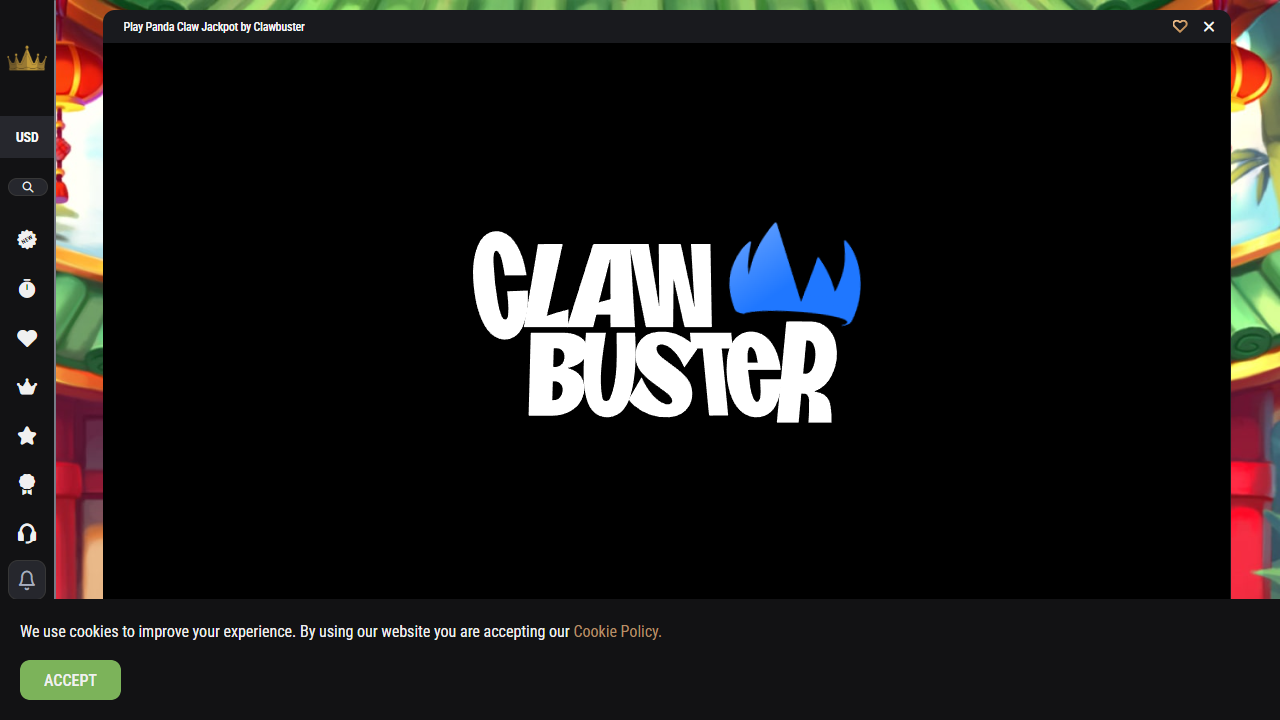 Play Panda Claw Jackpot by Clawbuster
USD
NEW
CLAW
BUSTER
We use cookies to improve your experience. By using our website you are accepting our Cookie Policy.
ACCEPT